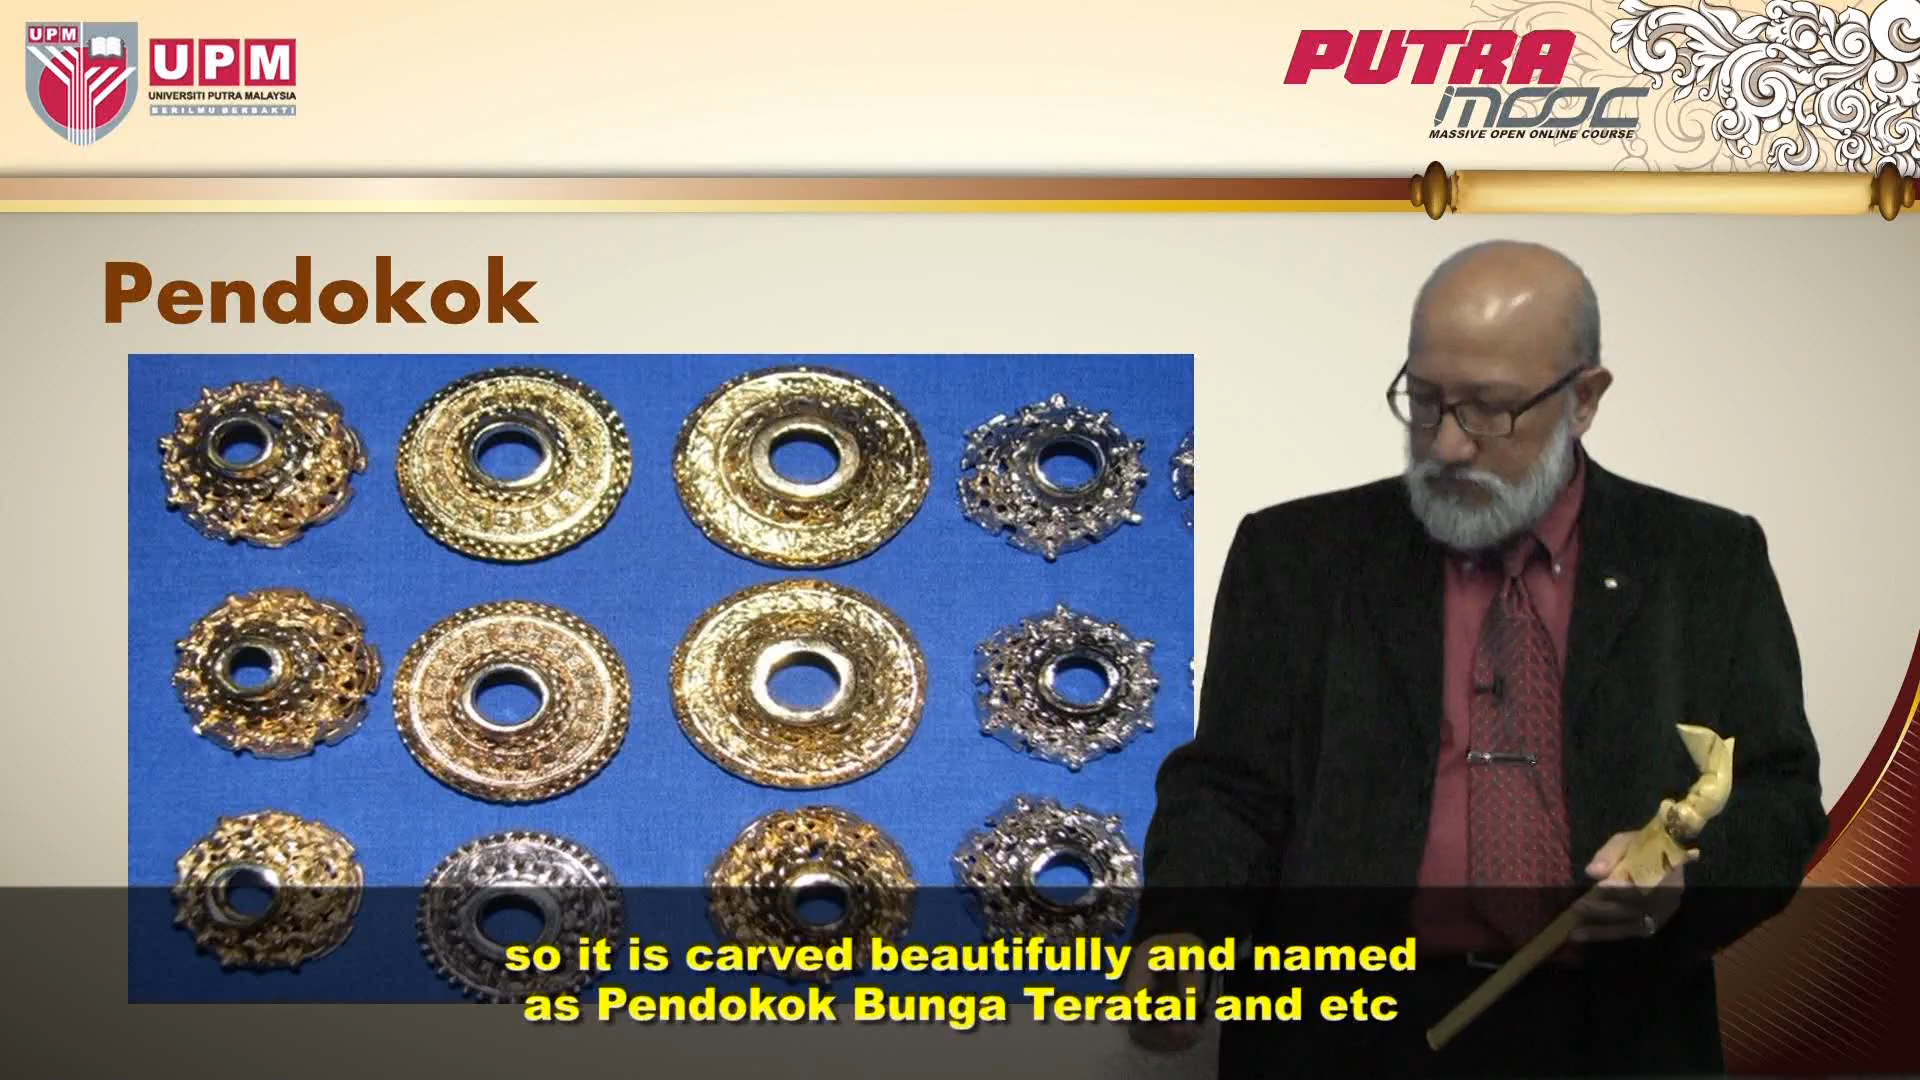 UPM
UPM
UNIVERSITI PUTRA MALAYSIA
BERILMU BERBAKTI
PUTRA
mooc
MASSIVE OPEN ONLINE COURSE
Pendokok
so it is carved beautifully and named
as Pendokok Bunga Teratai and etc